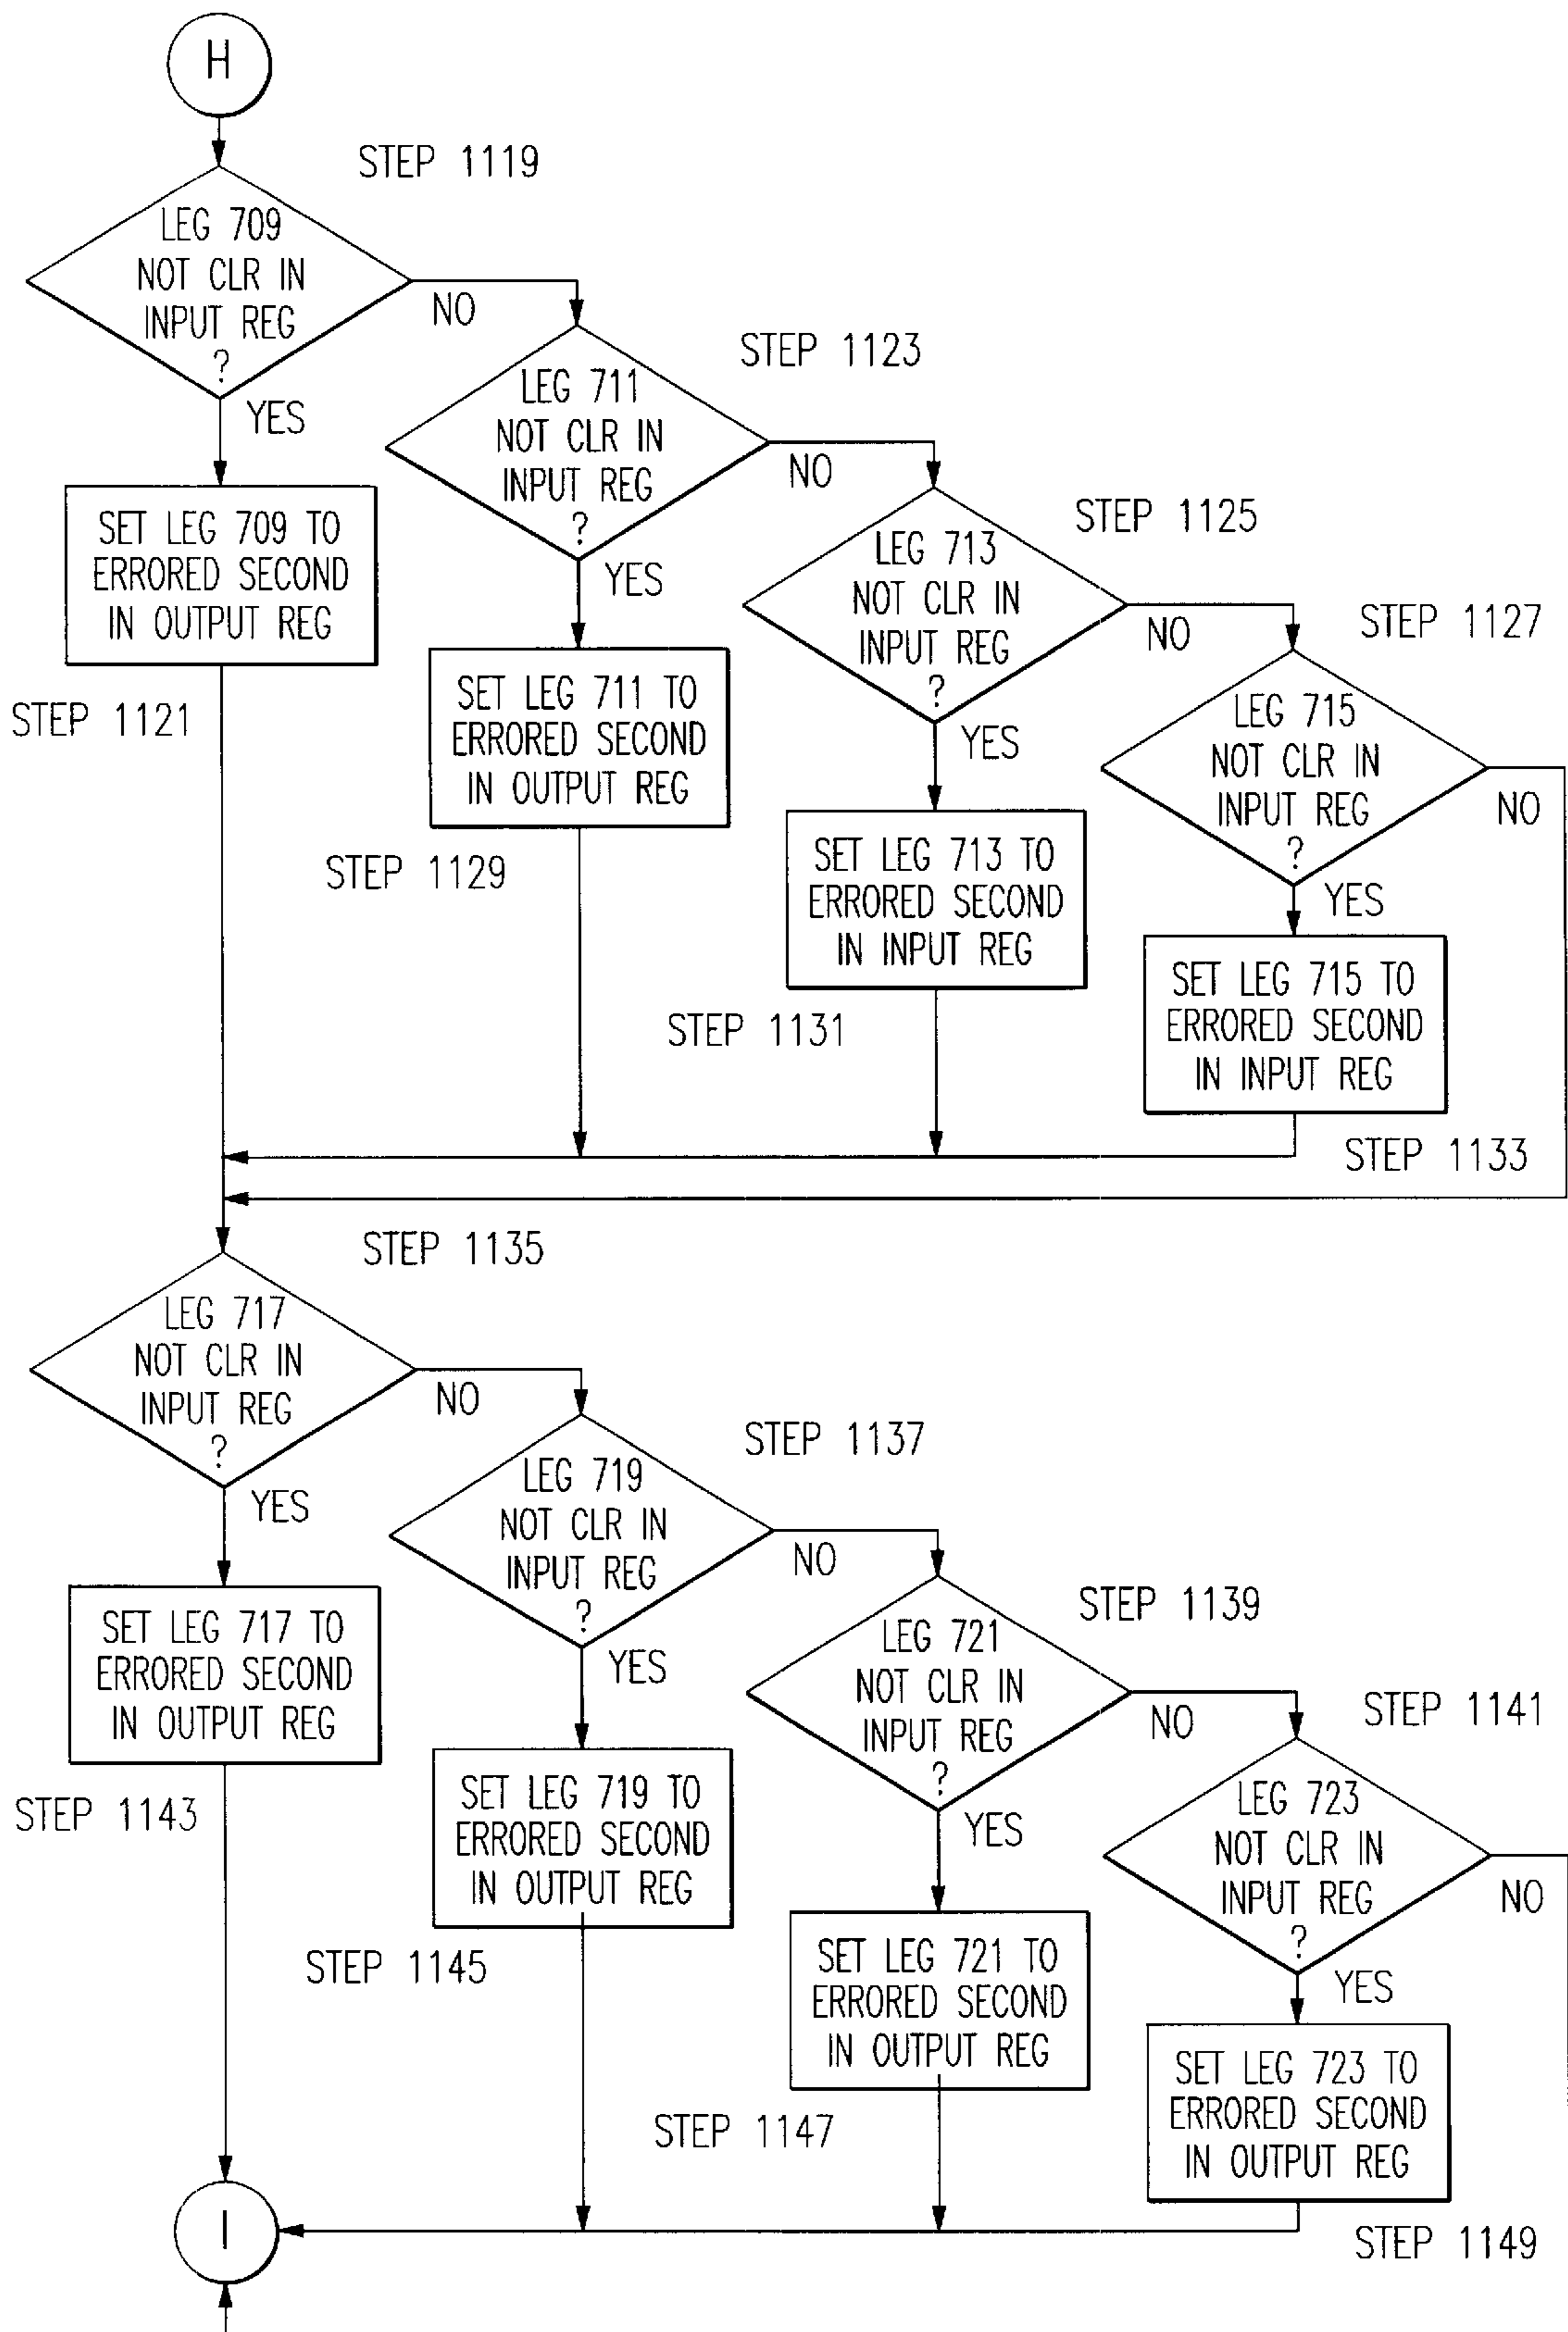 H
STEP 1119
LEG 709
NOT CLR IN
INPUT REG
?
NO
YES
STEP 1123
LEG 711
NOT CLR IN
INPUT REG
?
NO
YES
SET LEG 709 TO
ERRORED SECOND
IN OUTPUT REG
STEP 1121
STEP 1125
LEG 713
NOT CLR IN
INPUT REG
?
NO
YES
SET LEG 711 TO
ERRORED SECOND
IN OUTPUT REG
STEP 1129
STEP 1127
LEG 715
NOT CLR IN
INPUT REG
?
NO
YES
SET LEG 713 TO
ERRORED SECOND
IN INPUT REG
STEP 1131
SET LEG 715 TO
ERRORED SECOND
IN INPUT REG
STEP 1133
STEP 1135
LEG 717
NOT CLR IN
INPUT REG
?
NO
YES
STEP 1137
LEG 719
NOT CLR IN
INPUT REG
?
NO
YES
SET LEG 717 TO
ERRORED SECOND
IN OUTPUT REG
STEP 1143
STEP 1139
LEG 721
NOT CLR IN
INPUT REG
?
NO
YES
SET LEG 719 TO
ERRORED SECOND
IN OUTPUT REG
STEP 1145
STEP 1141
LEG 723
NOT CLR IN
INPUT REG
?
NO
YES
SET LEG 721 TO
ERRORED SECOND
IN OUTPUT REG
STEP 1147
SET LEG 723 TO
ERRORED SECOND
IN OUTPUT REG
STEP 1149
I